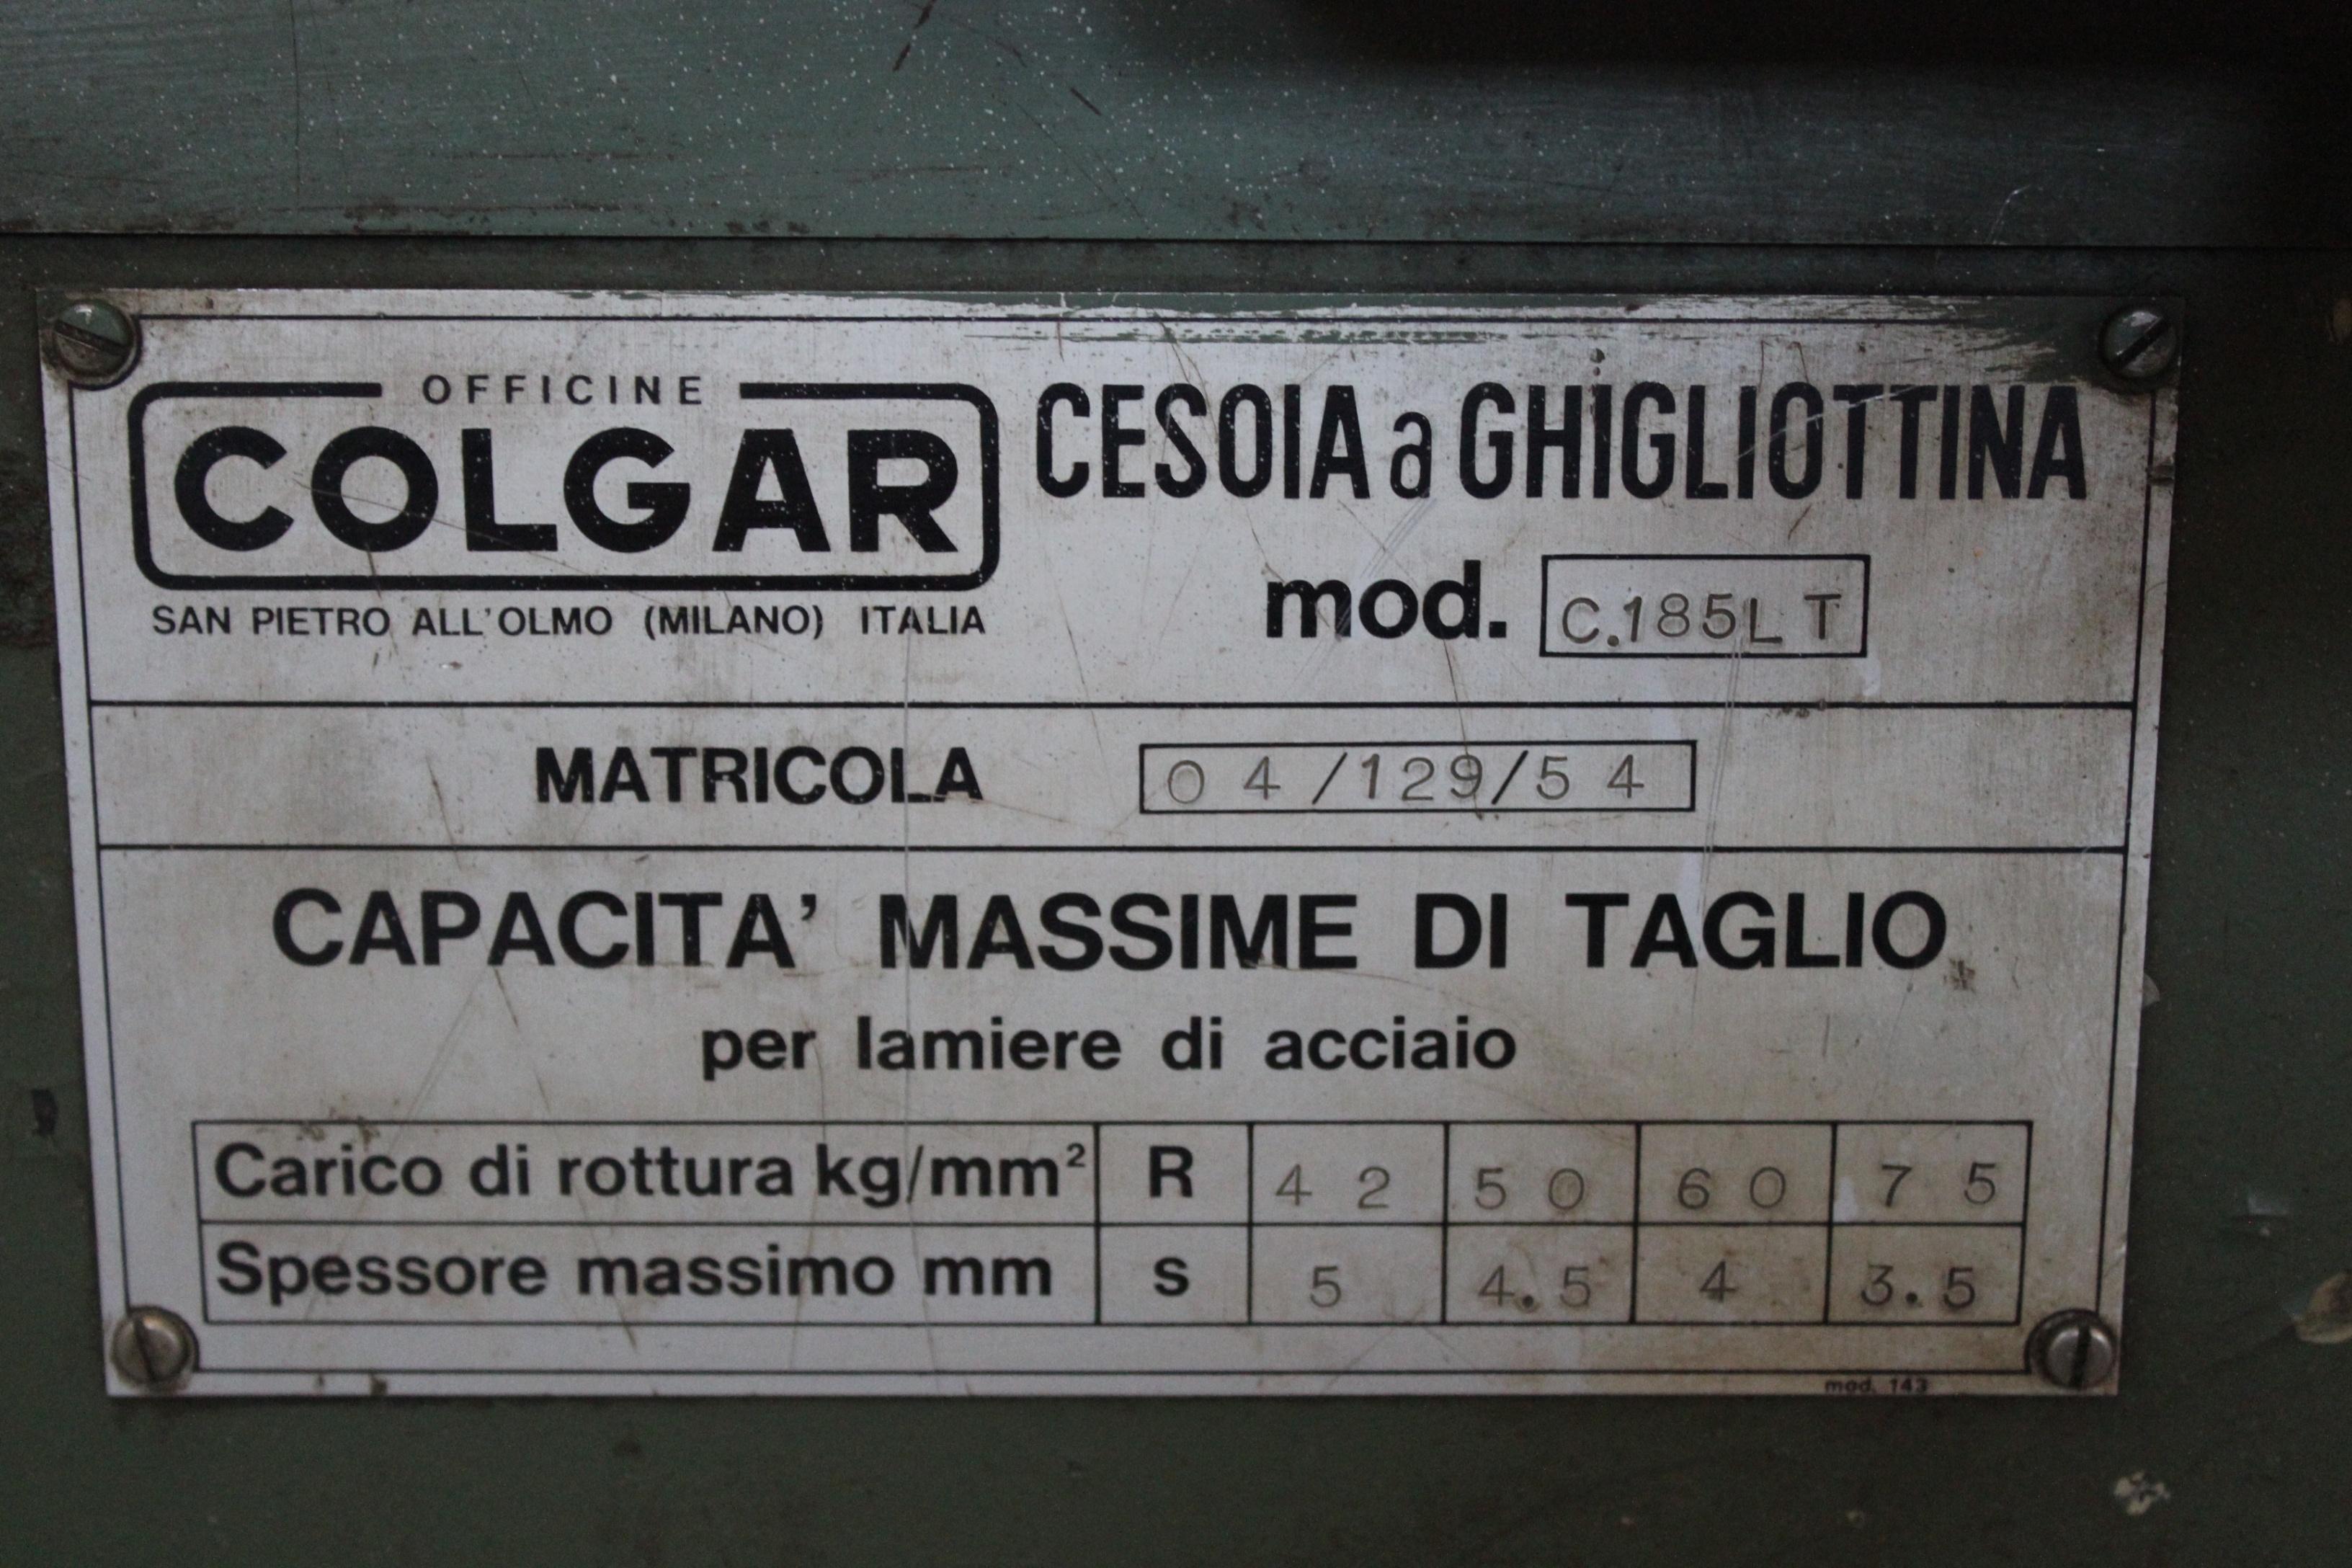 OFFICINE
COLGAR
SAN PIETRO ALL'OLMO (MILANO) ITALIA
CESOIA a GHIGLIOTTINA
mod. C.185LT
MATRICOLA 04/129/54
CAPACITA' MASSIME DI TAGLIO
per lamiere di acciaio
Carico di rottura kg/mm² R 42 50 60 75
Spessore massimo mm s 5 4.5 4 3.5
mod. 143